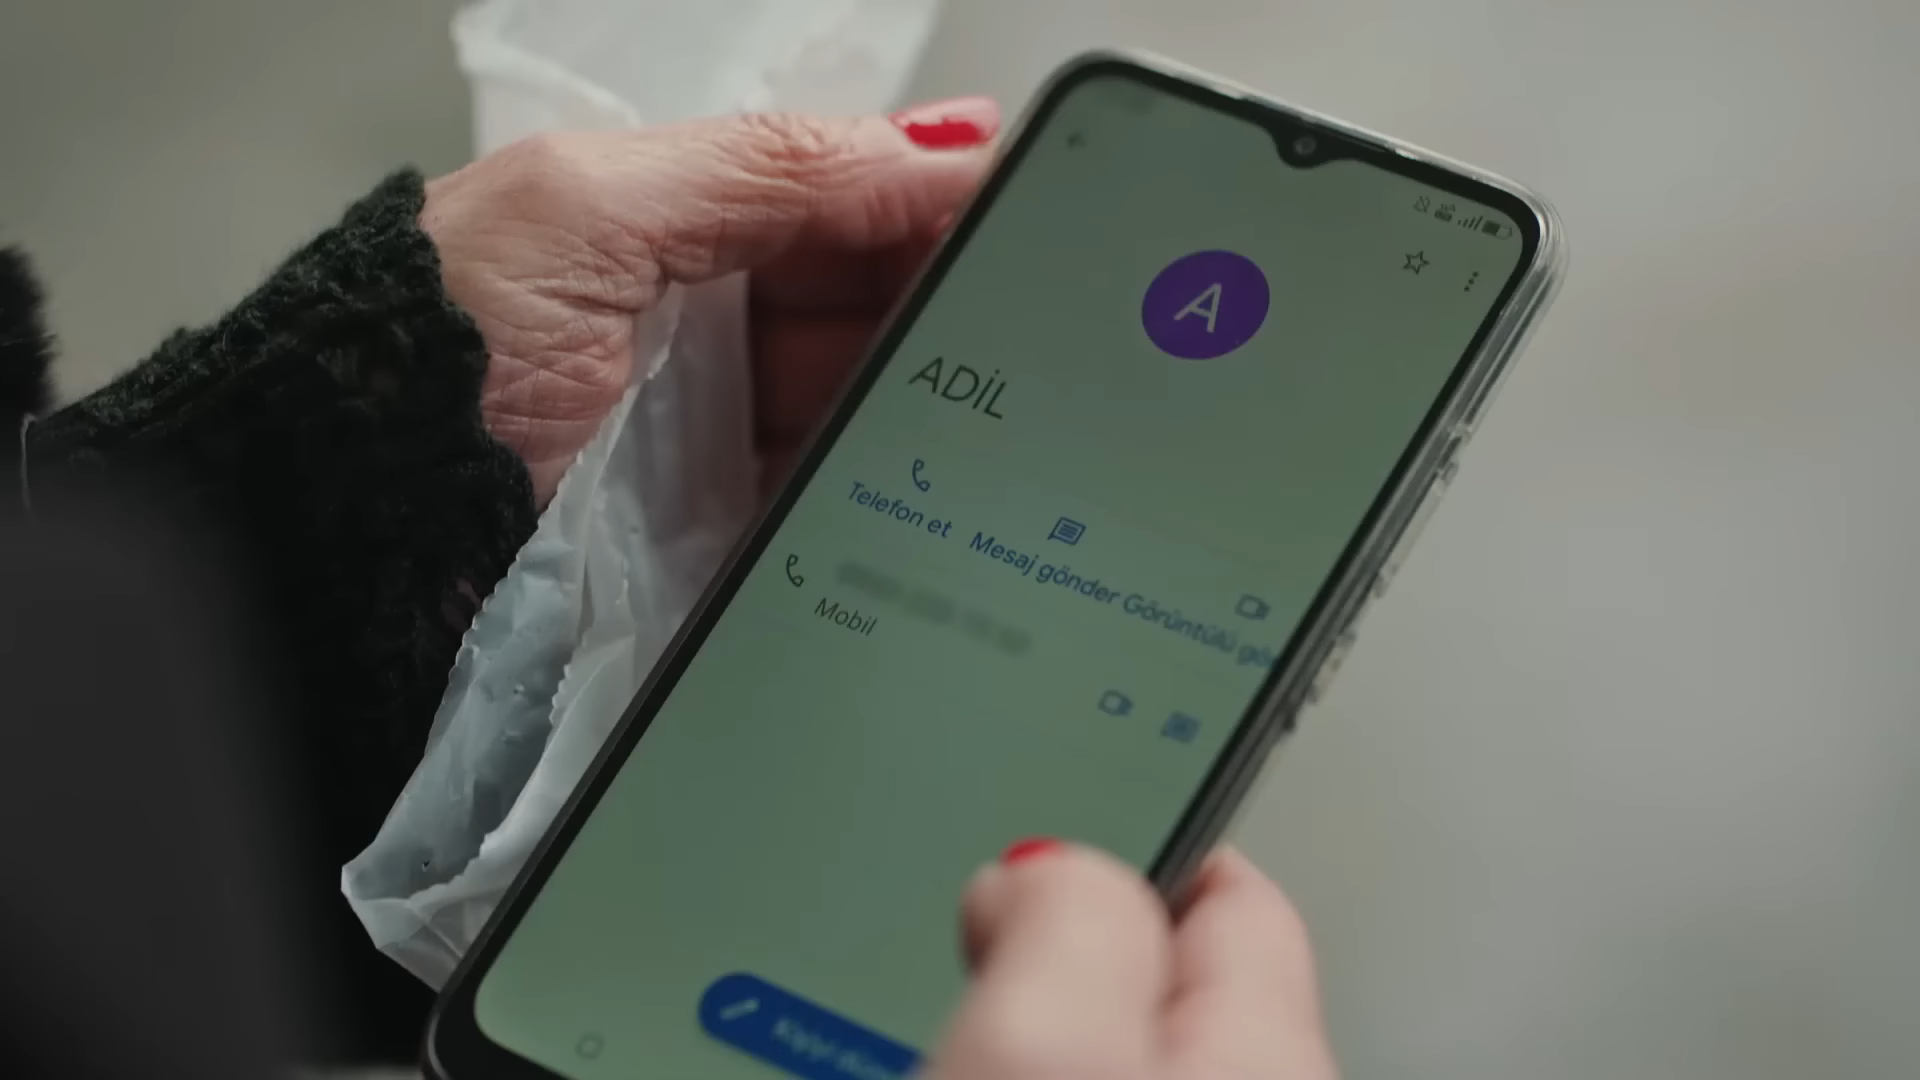 A
ADİL
Telefon et
Mesaj gönder
Görüntülü
Mobil